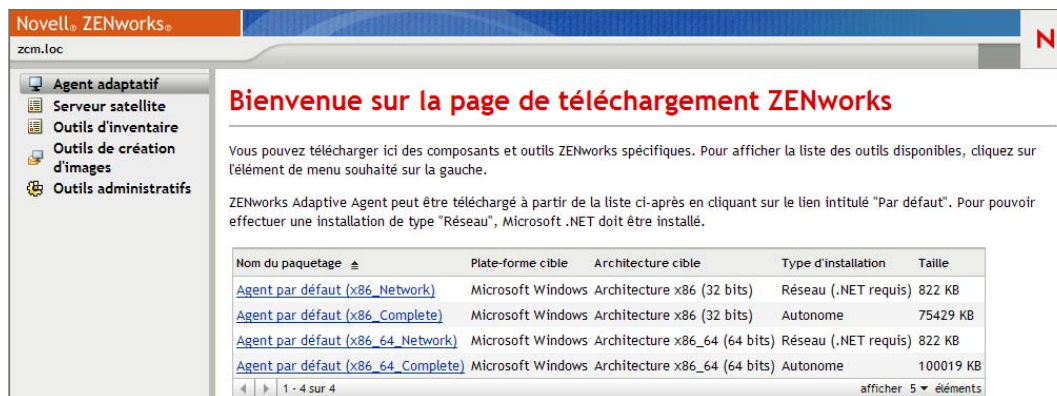 Novell® ZENworks®
zcm.loc
N
Agent adaptatif
Serveur satellite
Outils d'inventaire
Outils de création
d'images
Outils administratifs
Bienvenue sur la page de téléchargement ZENworks
Vous pouvez télécharger ici des composants et outils ZENworks spécifiques. Pour afficher la liste des outils disponibles, cliquez sur
l'élément de menu souhaité sur la gauche.
ZENworks Adaptive Agent peut être téléchargé à partir de la liste ci-après en cliquant sur le lien intitulé "Par défaut". Pour pouvoir
effectuer une installation de type "Réseau", Microsoft .NET doit être installé.
Nom du paquetage Plate-forme cible Architecture cible Type d'installation Taille
Agent par défaut (x86_Network) Microsoft Windows Architecture x86 (32 bits) Réseau (.NET requis) 822 KB
Agent par défaut (x86_Complete) Microsoft Windows Architecture x86 (32 bits) Autonome 75429 KB
Agent par défaut (x86_64_Network) Microsoft Windows Architecture x86_64 (64 bits) Réseau (.NET requis) 822 KB
Agent par défaut (x86_64_Complete) Microsoft Windows Architecture x86_64 (64 bits) Autonome 100019 KB
1 - 4 sur 4 afficher 5 éléments